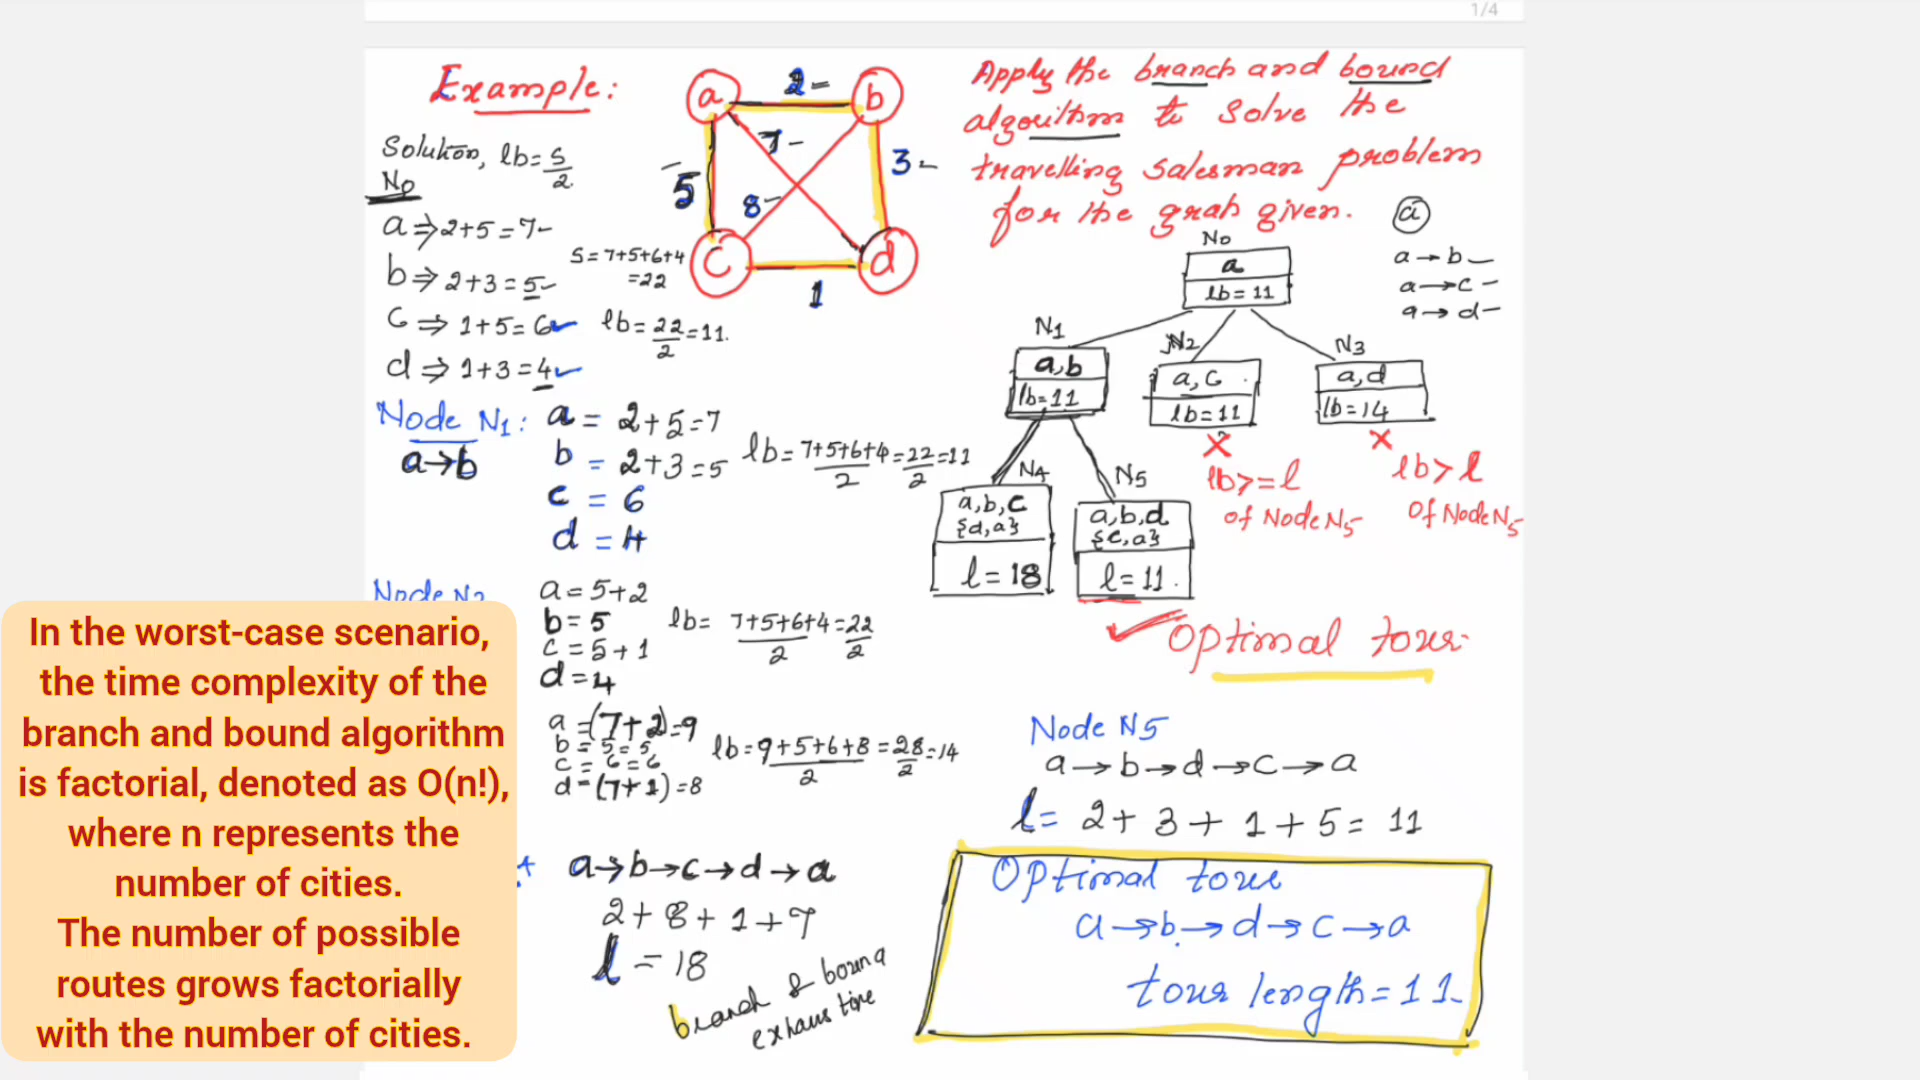 1/4
Example:
Solution, lb= S/2
N0
a ⇒ 2+5 = 7
b ⇒ 2+3 = 5
C ⇒ 1+5 = 6
d ⇒ 1+3 = 4
S = 7+5+6+4
=22
lb= 22/2 =11.
a
b
C
d
2
7
3
5
8
1
Apply the branch and bound
algorithm to solve the
travelling salesman problem
for the grah given.
a
a → b
a → c
a → d
N0
a
lb = 11
N1
a,b
lb=11
N2
a, c
lb=11
N3
a,d
lb=14
lb>=l
of Node N5
lb>l
of Node N5
N4
a,b,c
{d,a}
l = 18
N5
a,b,d
{c,a}
l = 11
Optimal tour
Node N1:
a→b
a = 2+5=7
b = 2+3=5
c = 6
d = 4
lb= 7+5+6+4/2 = 22/2 =11
Node N2
a=5+2
b=5
c=5+1
d=4
lb= 7+5+6+4/2 = 22/2
a =(7+2)=9
b = 5 = 5
c = 6 = 6
d =(7+1)=8
lb= 9+5+6+8/2 = 28/2 =14
a→b→c→d→a
2+8+1+7
l = 18
branch & bound
exhaustive
Node N5
a→b→d→c→a
l= 2+3+1+5= 11
Optimal tour
a→b→d→c→a
tour length=11
In the worst-case scenario,
the time complexity of the
branch and bound algorithm
is factorial, denoted as O(n!),
where n represents the
number of cities.
The number of possible
routes grows factorially
with the number of cities.